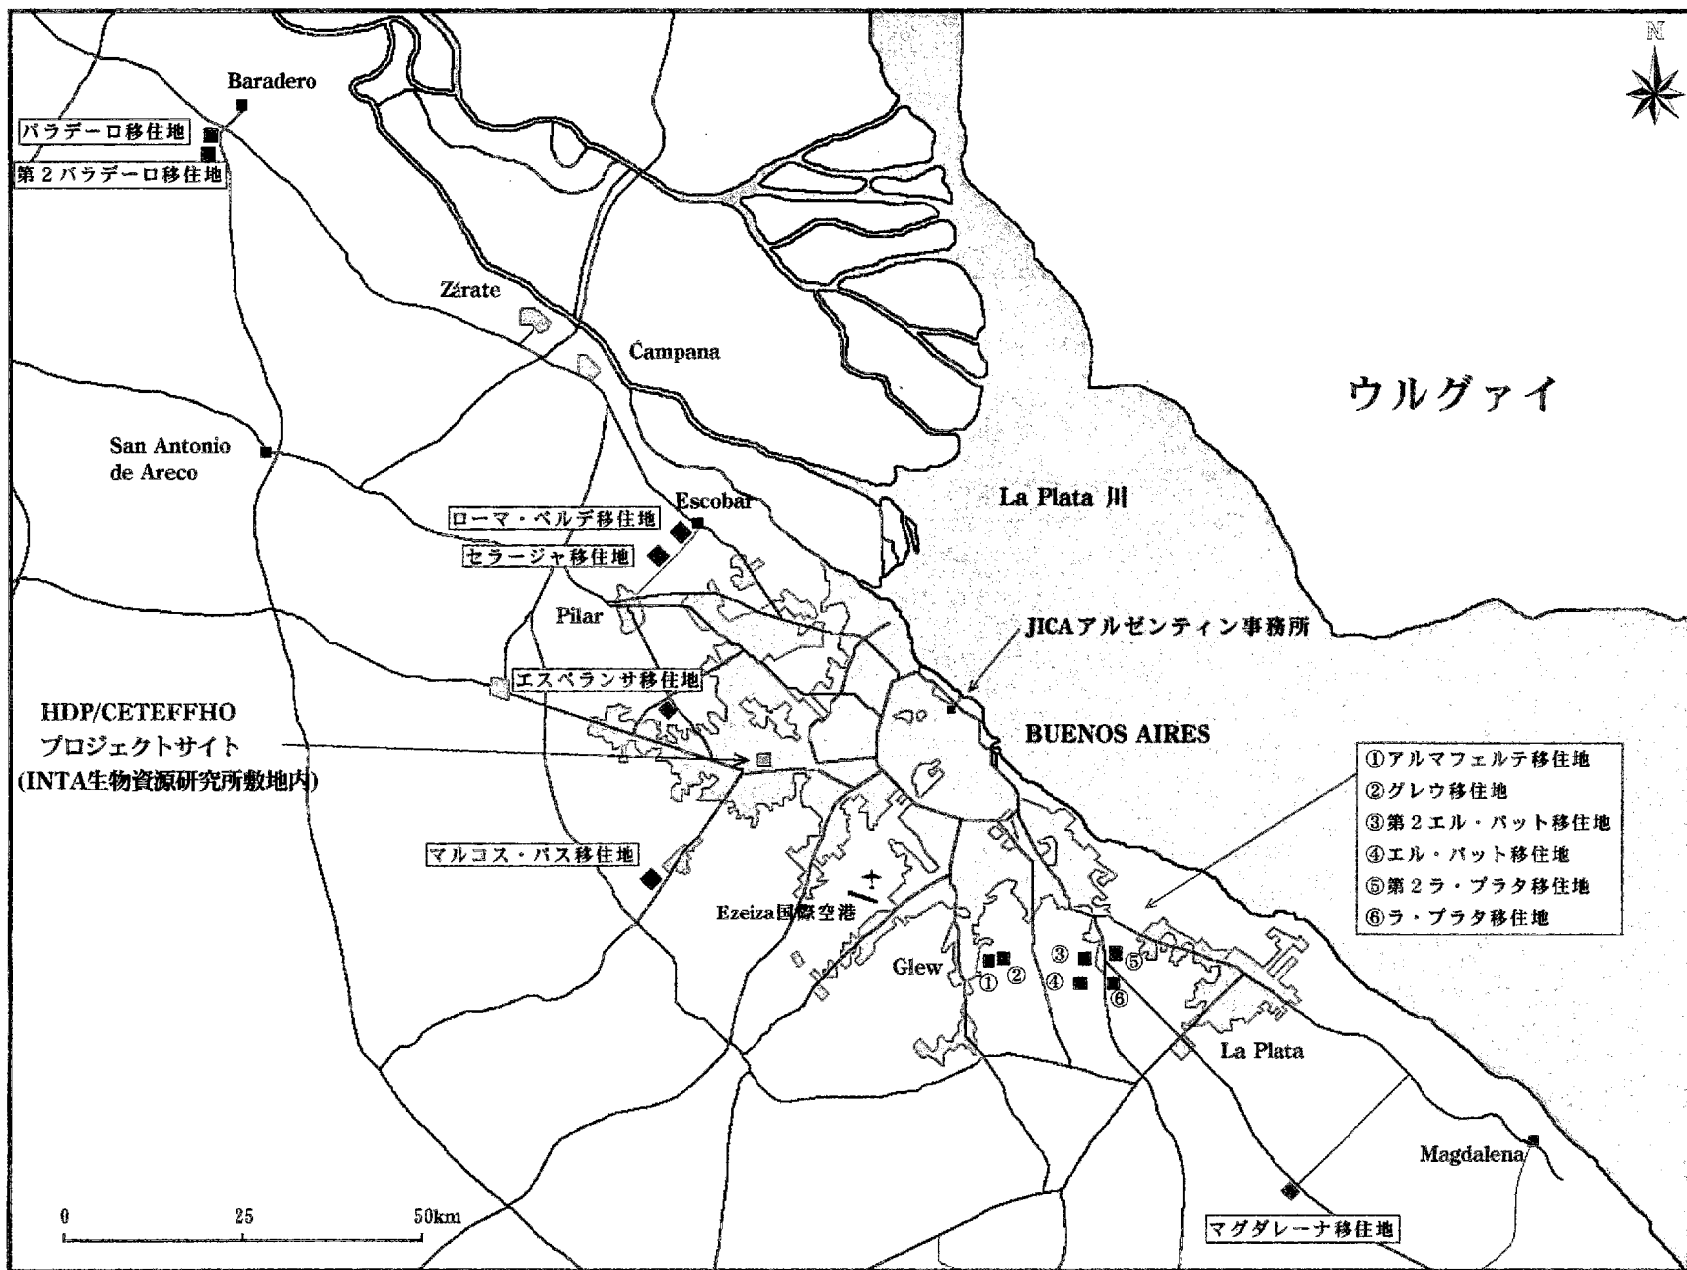 N
Baradero
バラデーロ移住地
第2バラデーロ移住地
Zárate
Campana
ウルグァイ
San Antonio
de Areco
La Plata 川
Escobar
ローマ・ベルデ移住地
セラージャ移住地
Pilar
JICAアルゼンティン事務所
エスペランサ移住地
HDP/CETEFFHO
プロジェクトサイト
(INTA生物資源研究所敷地内)
BUENOS AIRES
①アルマフェルテ移住地
②グレウ移住地
③第2エル・パット移住地
④エル・パット移住地
⑤第2ラ・プラタ移住地
⑥ラ・プラタ移住地
マルコス・パス移住地
Ezeiza国際空港
Glew
①
②
③
④
⑤
⑥
La Plata
Magdalena
マグダレーナ移住地
0 25 50km